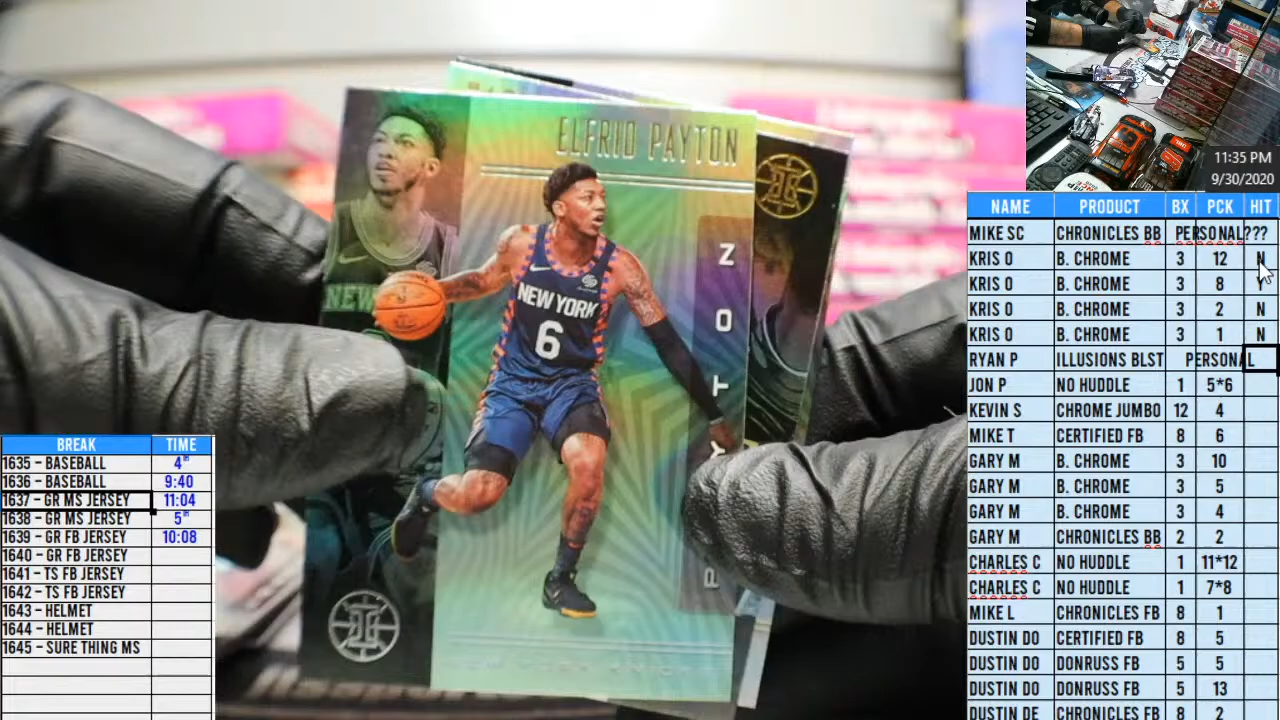 ELFRID PAYTON
NEW YORK
6
NEW
PAYTOZ
11:35 PM
9/30/2020
NAME PRODUCT BX PCK HIT
MIKE SC CHRONICLES BB PERSONAL???
KRIS O B. CHROME 3 12 N
KRIS O B. CHROME 3 8 Y
KRIS O B. CHROME 3 2 N
KRIS O B. CHROME 3 1 N
RYAN P ILLUSIONS BLST PERSONAL
JON P NO HUDDLE 1 5*6
KEVIN S CHROME JUMBO 12 4
MIKE T CERTIFIED FB 8 6
GARY M B. CHROME 3 10
GARY M B. CHROME 3 5
GARY M B. CHROME 3 4
GARY M CHRONICLES BB 2 2
CHARLES C NO HUDDLE 1 11*12
CHARLES C NO HUDDLE 1 7*8
MIKE L CHRONICLES FB 8 1
DUSTIN DO CERTIFIED FB 8 5
DUSTIN DO DONRUSS FB 5 5
DUSTIN DO DONRUSS FB 5 13
DUSTIN DE CHRONICLES FB 8 2
BREAK TIME
1635 - BASEBALL 4th
1636 - BASEBALL 9:40
1637 - GR MS JERSEY 11:04
1638 - GR MS JERSEY 5th
1639 - GR FB JERSEY 10:08
1640 - GR FB JERSEY
1641 - TS FB JERSEY
1642 - TS FB JERSEY
1643 - HELMET
1644 - HELMET
1645 - SURE THING MS